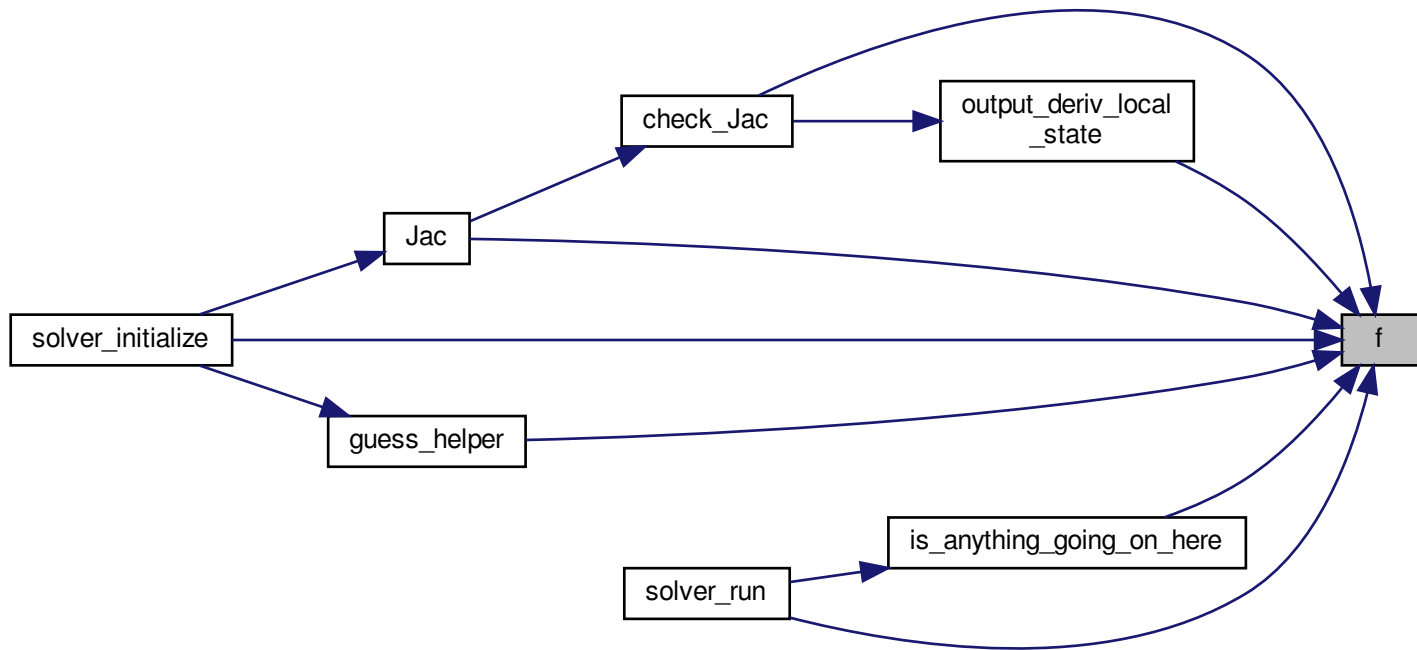 check_Jac
output_deriv_local
_state
Jac
solver_initialize
f
guess_helper
is_anything_going_on_here
solver_run